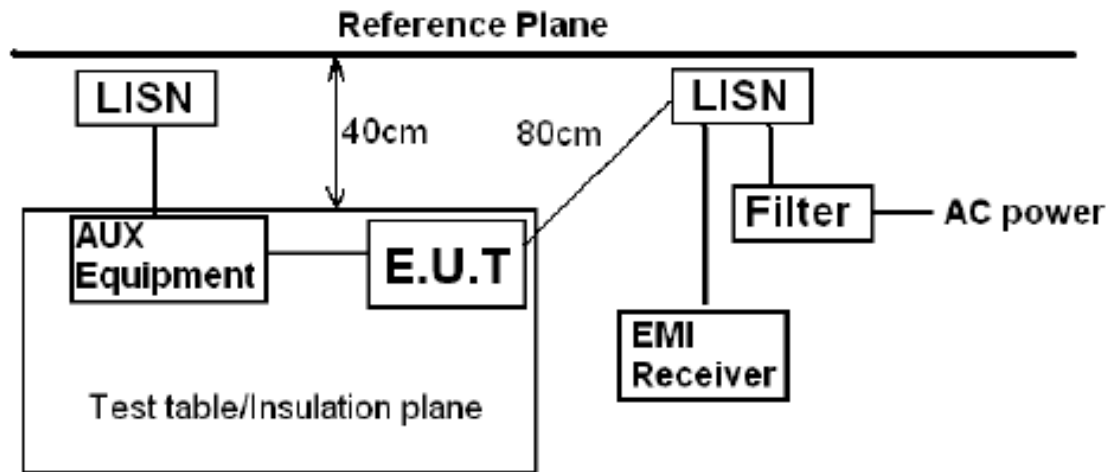 Reference Plane
LISN
40cm
80cm
LISN
Filter
AC power
AUX
Equipment
E.U.T
EMI
Receiver
Test table/Insulation plane